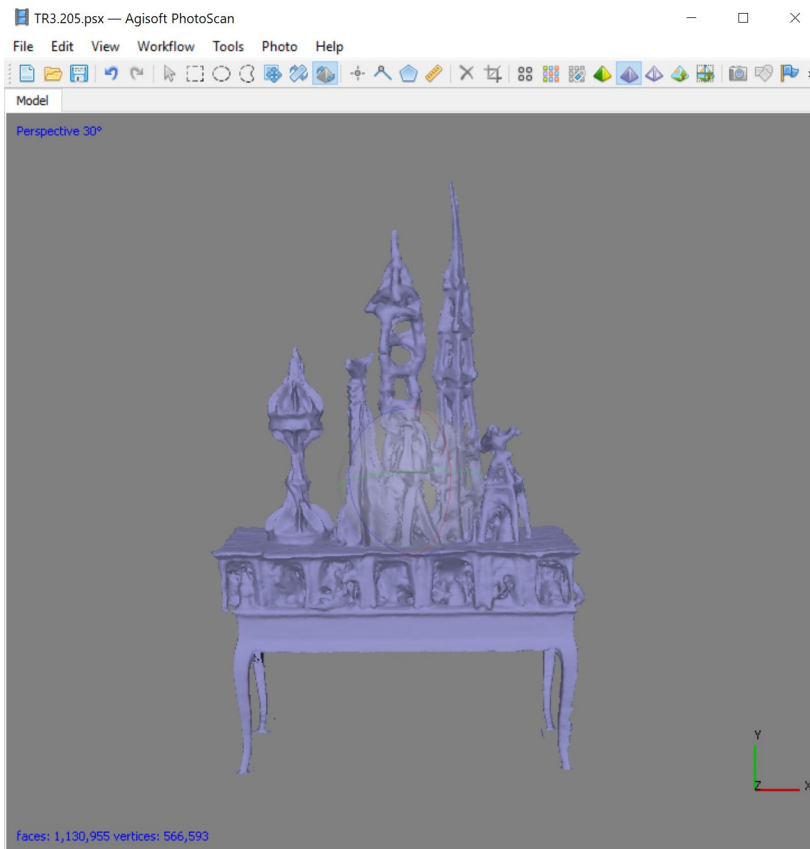 TR3.205.psx — Agisoft PhotoScan
File Edit View Workflow Tools Photo Help
Model
Perspective 30°
Y
Z X
faces: 1,130,955 vertices: 566,593